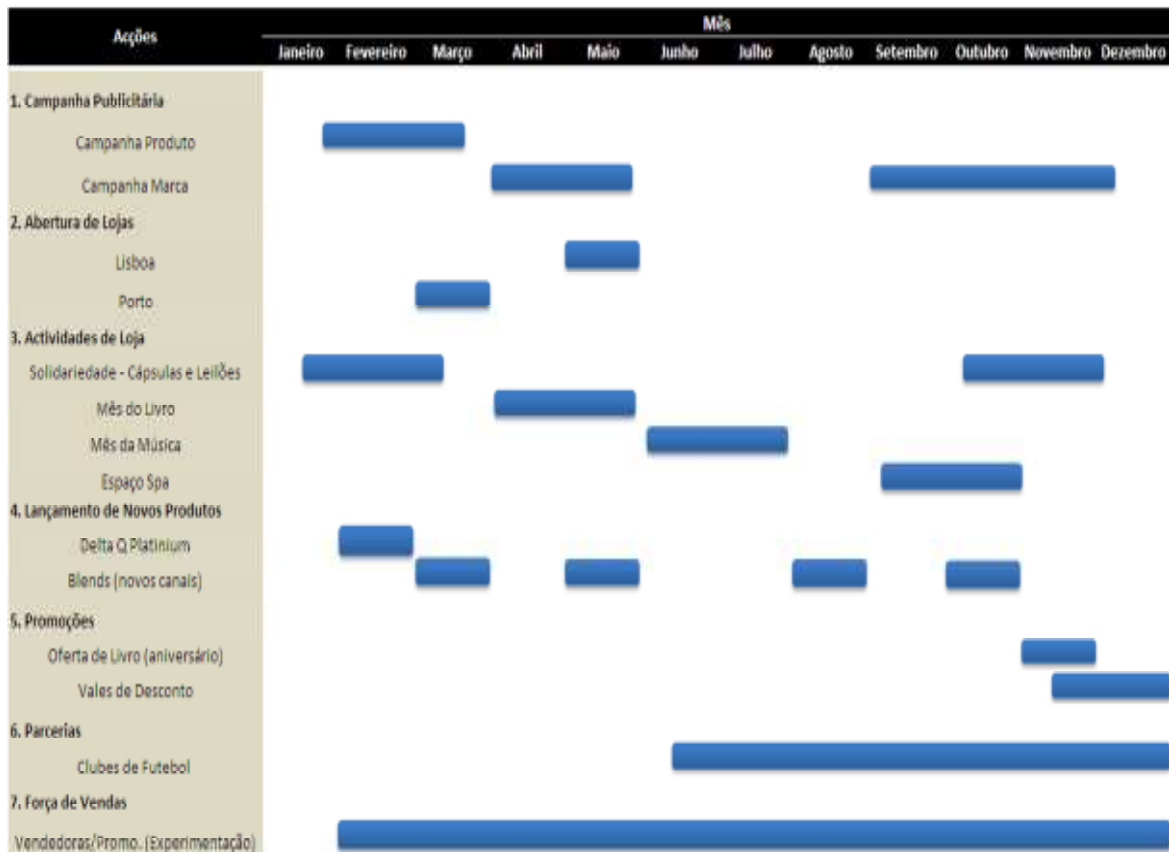 Mês
Acções
Janeiro Fevereiro Março Abril Maio Junho Julho Agosto Setembro Outubro Novembro Dezembro
1. Campanha Publicitária
Campanha Produto
Campanha Marca
2. Abertura de Lojas
Lisboa
Porto
3. Actividades de Loja
Solidariedade - Cápsulas e Leilões
Mês do Livro
Mês da Música
Espaço Spa
4. Lançamento de Novos Produtos
Delta Q Platinium
Blends (novos canais)
5. Promoções
Oferta de Livro (aniversário)
Vales de Desconto
6. Parcerias
Clubes de Futebol
7. Força de Vendas
Vendedoras/Promo. (Experimentação)